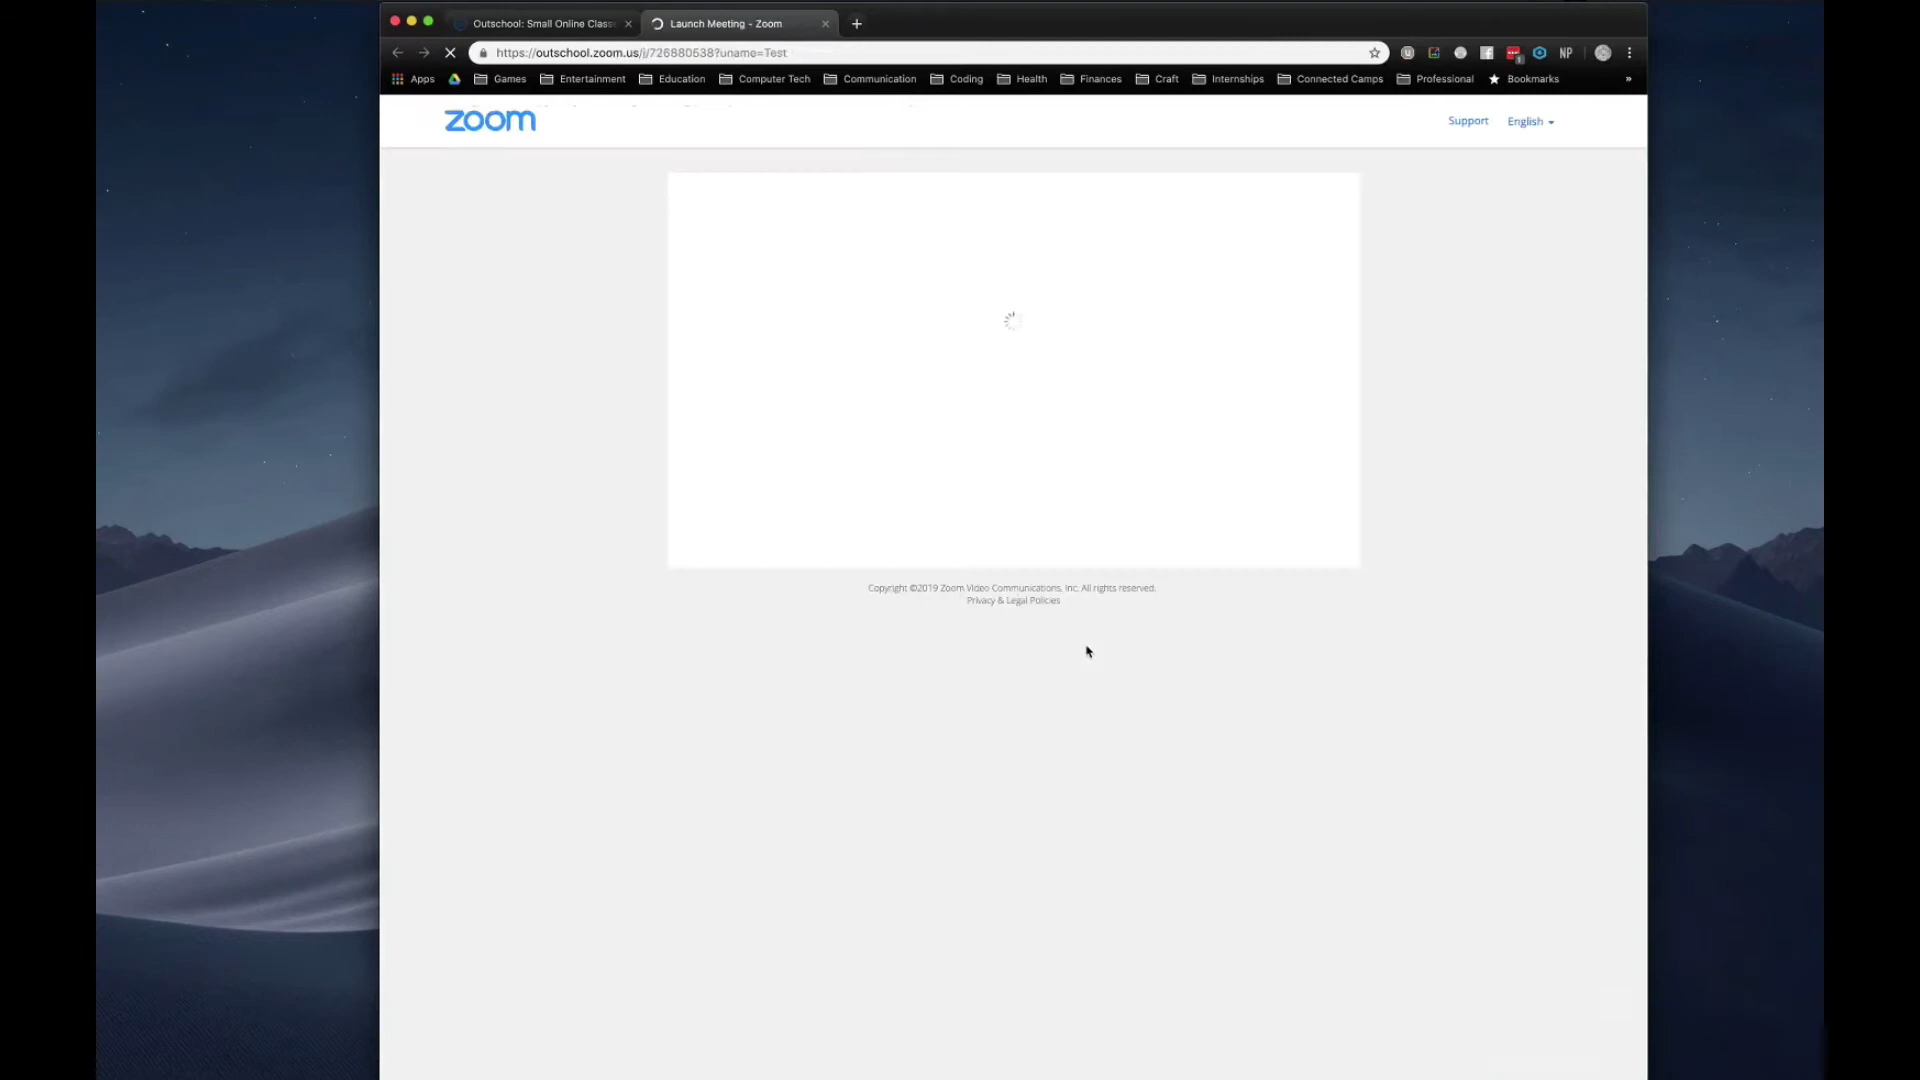 Outschool: Small Online Class
Launch Meeting - Zoom
https://outschool.zoom.us/j/726880538?uname=Test
NP
Apps
Games
Entertainment
Education
Computer Tech
Communication
Coding
Health
Finances
Craft
Internships
Connected Camps
Professional
Bookmarks
»
zoom
Support
English
Copyright ©2019 Zoom Video Communications, Inc. All rights reserved.
Privacy & Legal Policies